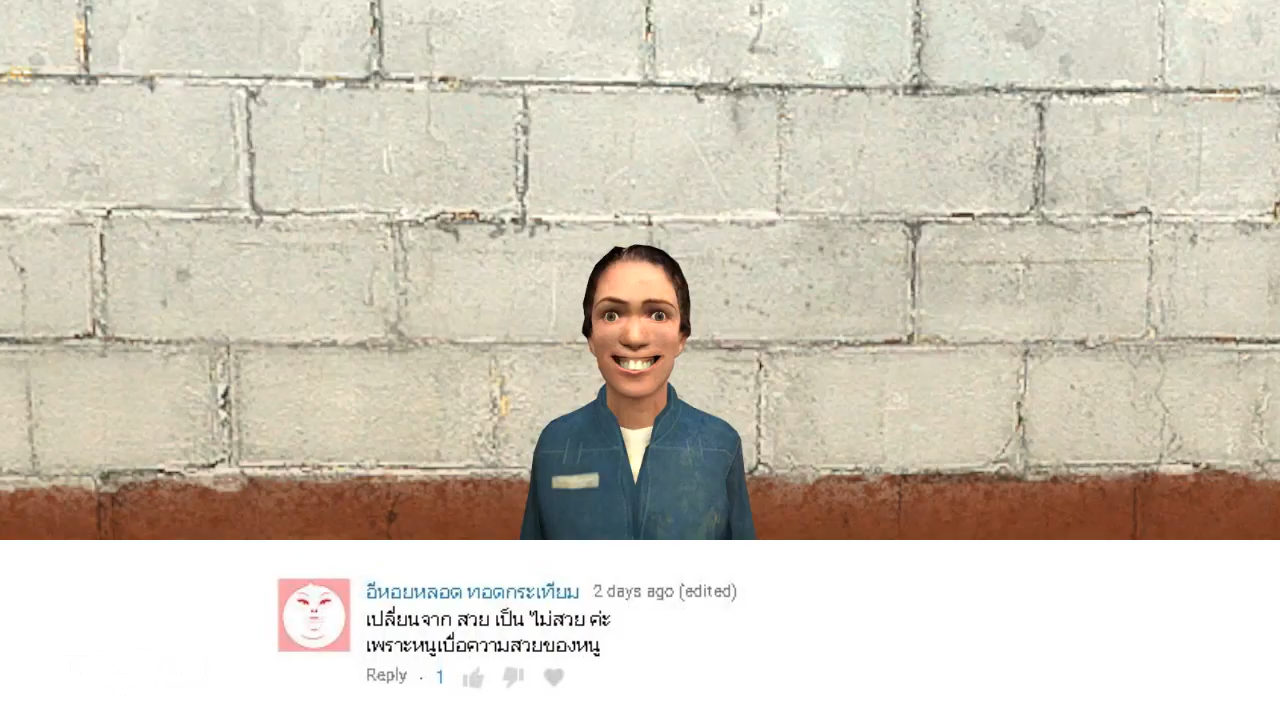 อีหอยหลอด ทอดกระเทียม 2 days ago (edited)
เปลี่ยนจาก สวย เป็น ไม่สวย ค่ะ
เพราะหนูเบื่อความสวยของหนู
Reply . 1